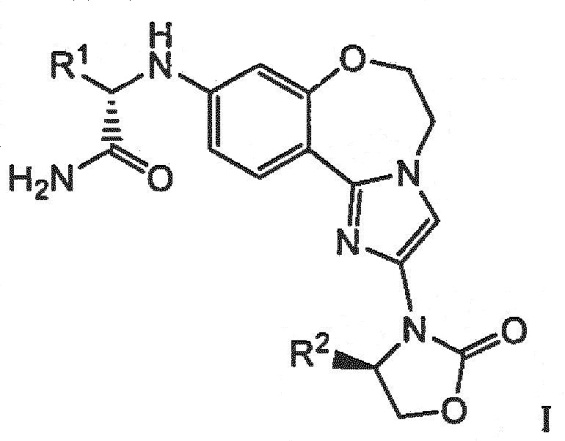 H
R¹ N O
N
H₂N O
N
N O
R²
O I